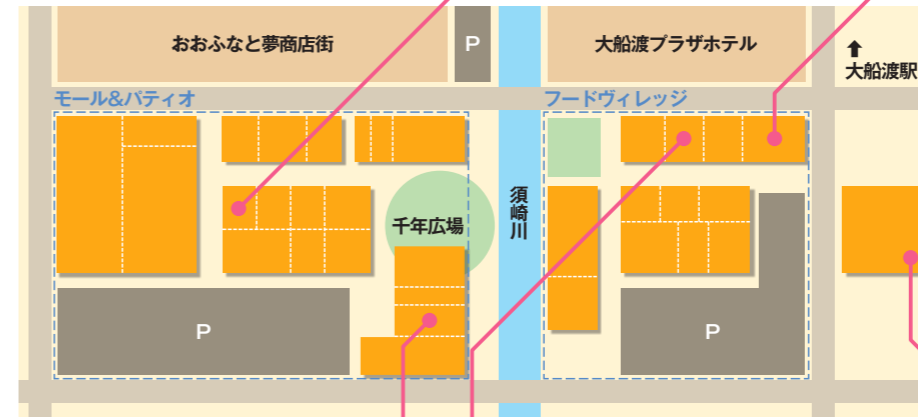 おおふなと夢商店街
P
大船渡プラザホテル
大船渡駅
モール&パティオ
フードヴィレッジ
須崎川
千年広場
P
P